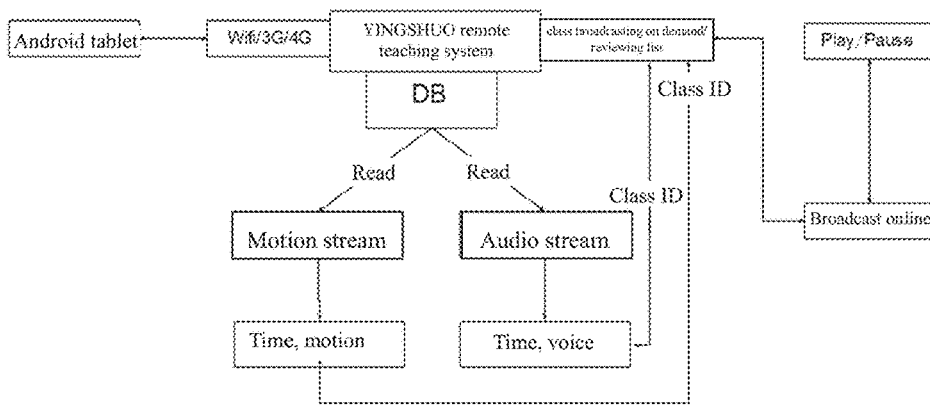 Android tablet
Wifi/3G/4G
YINGSHUO remote
teaching system
class broadcasting on demand/
reviewing list
Play/Pause
DB
Class ID
Read
Read
Class ID
Motion stream
Audio stream
Broadcast online
Time, motion
Time, voice